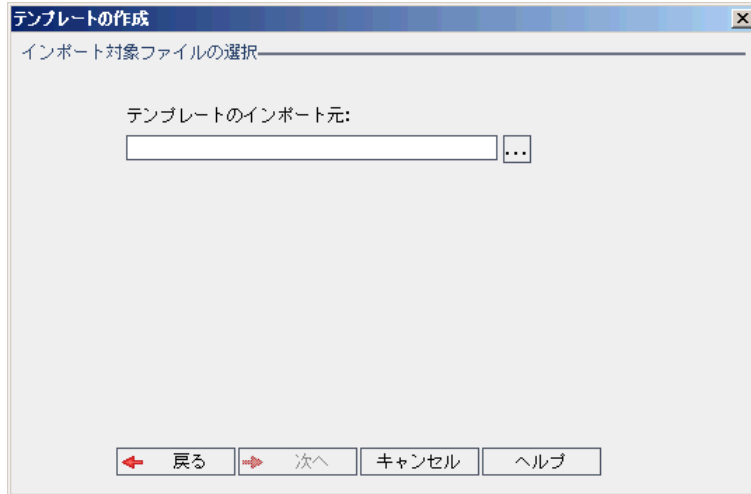 テンプレートの作成
インポート対象ファイルの選択
テンプレートのインポート元:
...
戻る 次へ キャンセル ヘルプ